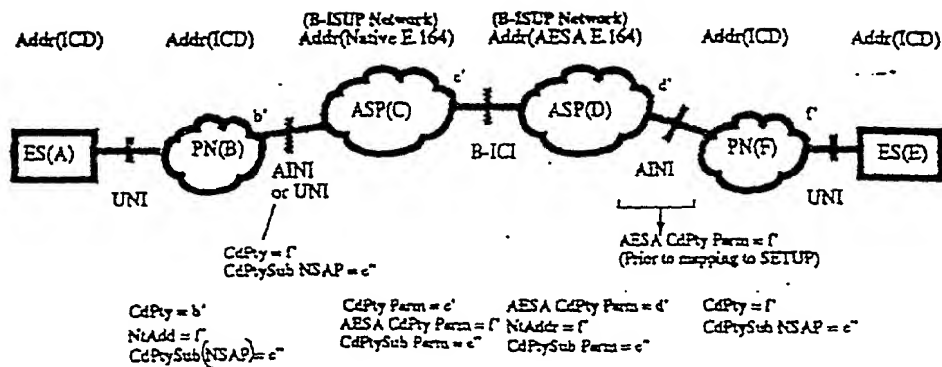 (B-ISUP Network) (B-ISUP Network)
Addr(ICD) Addr(ICD) Addr(Native E.164) Addr(AESA E.164) Addr(ICD) Addr(ICD)
c' d'
b' ASP(C) ASP(D) f'
ES(A) PN(B) PN(F) ES(E)
B-ICI
UNI AINI AINI UNI
or UNI
CdPty = f'
CdPtySub NSAP = e"
AESA CdPty Parm = f'
(Prior to mapping to SETUP)
CdPty = b' CdPty Parm = c' AESA CdPty Parm = d' CdPty = f'
NtAdd = f' AESA CdPty Parm = f' NtAddr = f' CdPtySub NSAP = e"
CdPtySub(NSAP) = e" CdPtySub Parm = e" CdPtySub Parm = e"